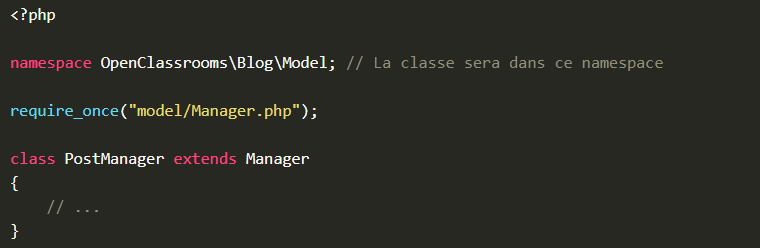 <?php
namespace OpenClassrooms\Blog\Model; // La classe sera dans ce namespace
require_once("model/Manager.php");
class PostManager extends Manager
{
    // ...
}